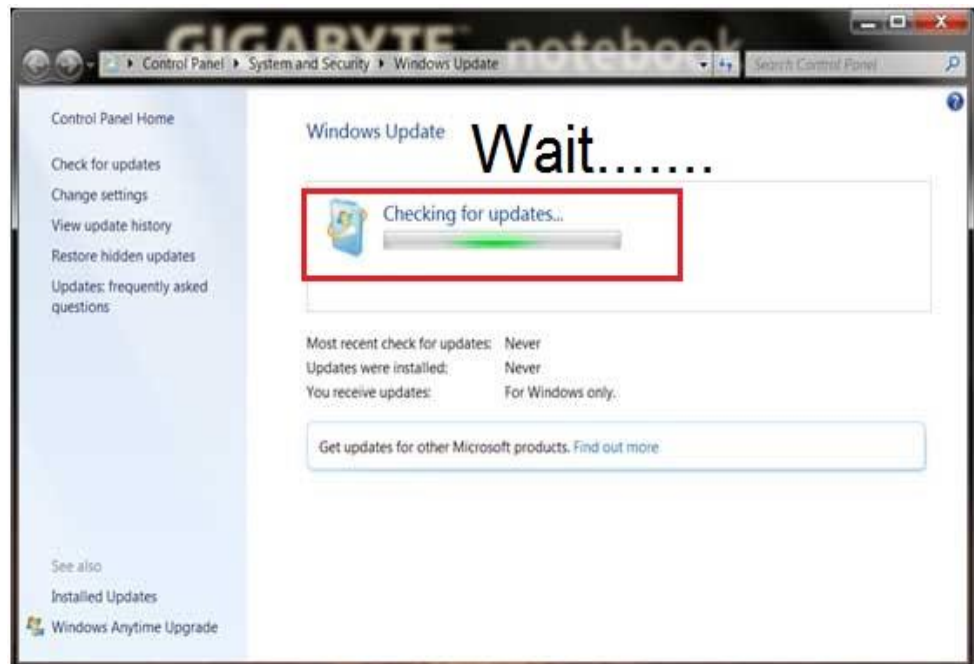 GIGABYTE notebook
Control Panel ▸ System and Security ▸ Windows Update
Search Control Panel
Control Panel Home
Check for updates
Change settings
View update history
Restore hidden updates
Updates: frequently asked
questions
See also
Installed Updates
Windows Anytime Upgrade
Windows Update
Wait.......
Checking for updates...
Most recent check for updates: Never
Updates were installed: Never
You receive updates: For Windows only.
Get updates for other Microsoft products. Find out more